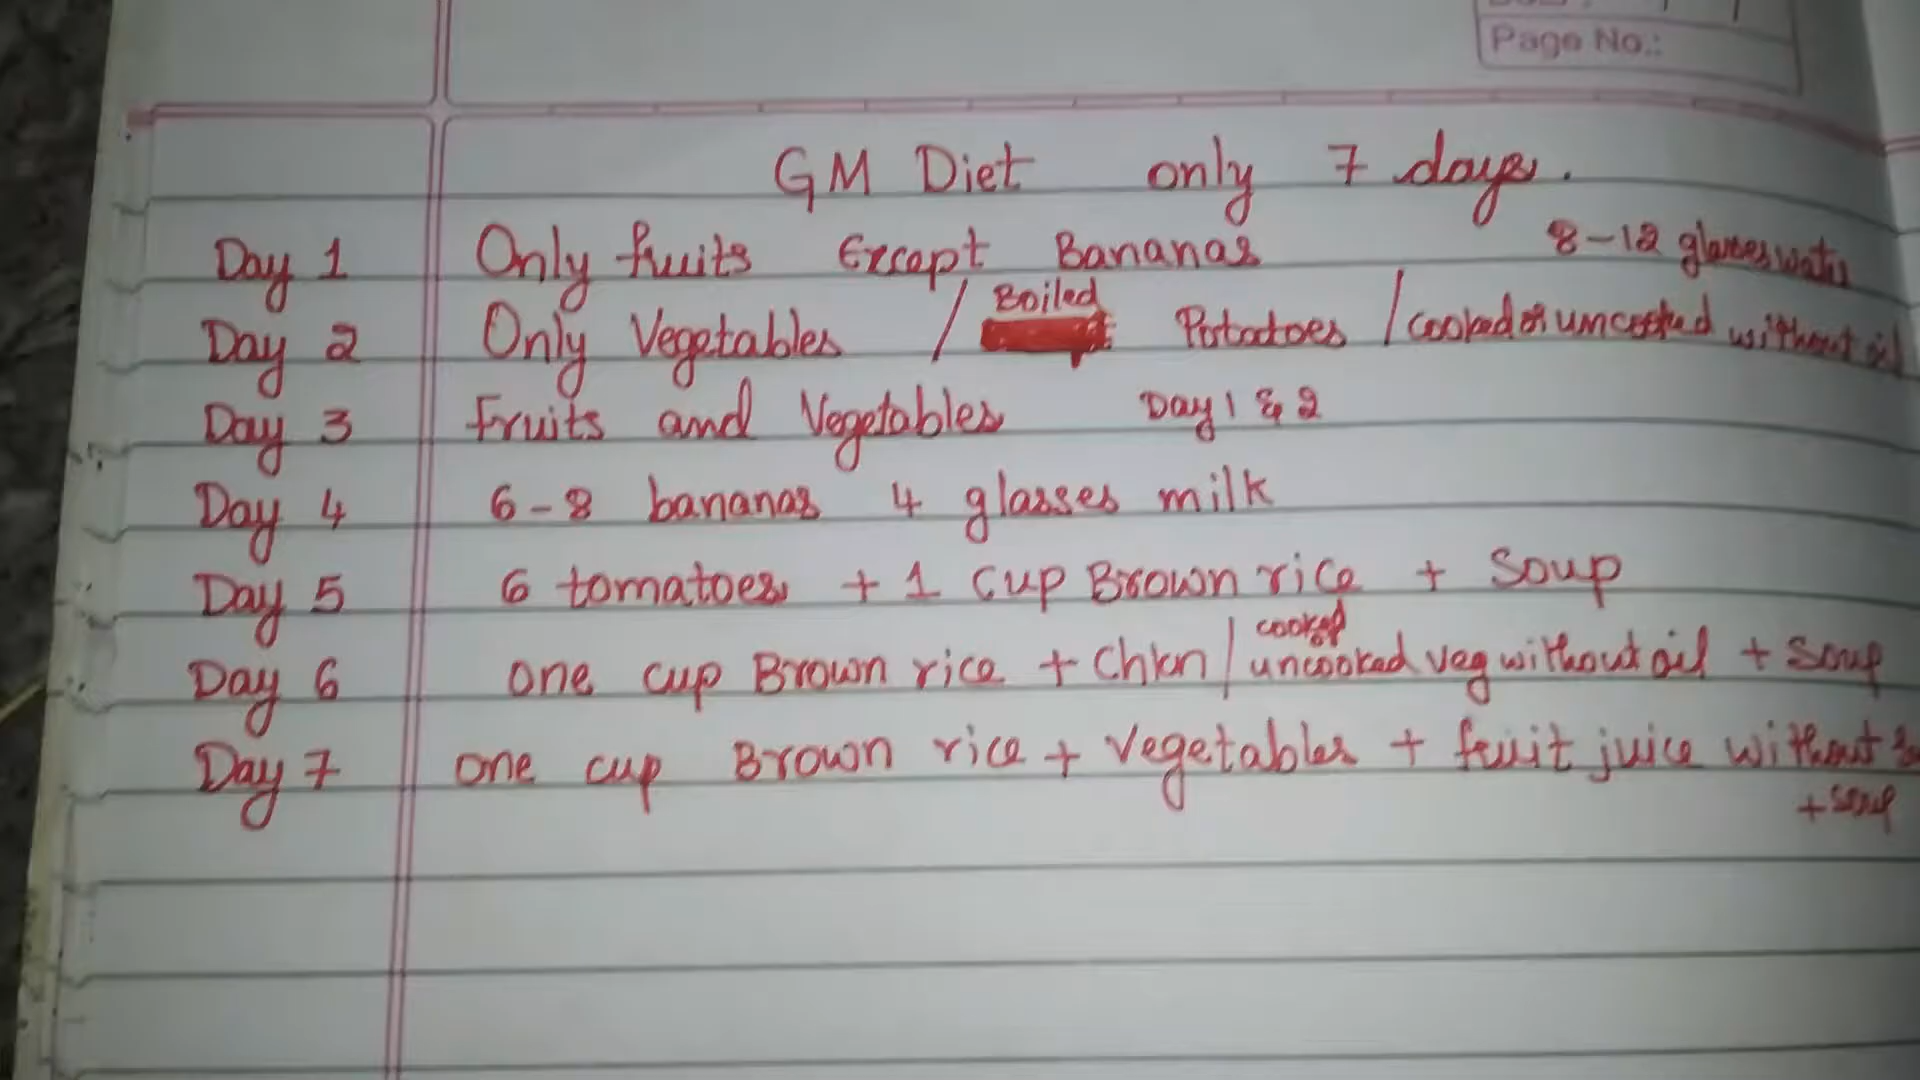 Page No.:
GM Diet only 7 days.
Day 1 Only fruits Except Bananas 8-12 glasses water
Day 2 Only Vegetables / Boiled Potatoes / cooked or uncooked without oil
Day 3 Fruits and Vegetables Day 1 & 2
Day 4 6-8 bananas 4 glasses milk
Day 5 6 tomatoes + 1 cup Brown rice + Soup
Day 6 one cup Brown rice + Chkn / cooked uncooked veg without oil + Soup
Day 7 one cup Brown rice + Vegetables + fruit juice without
+ soup